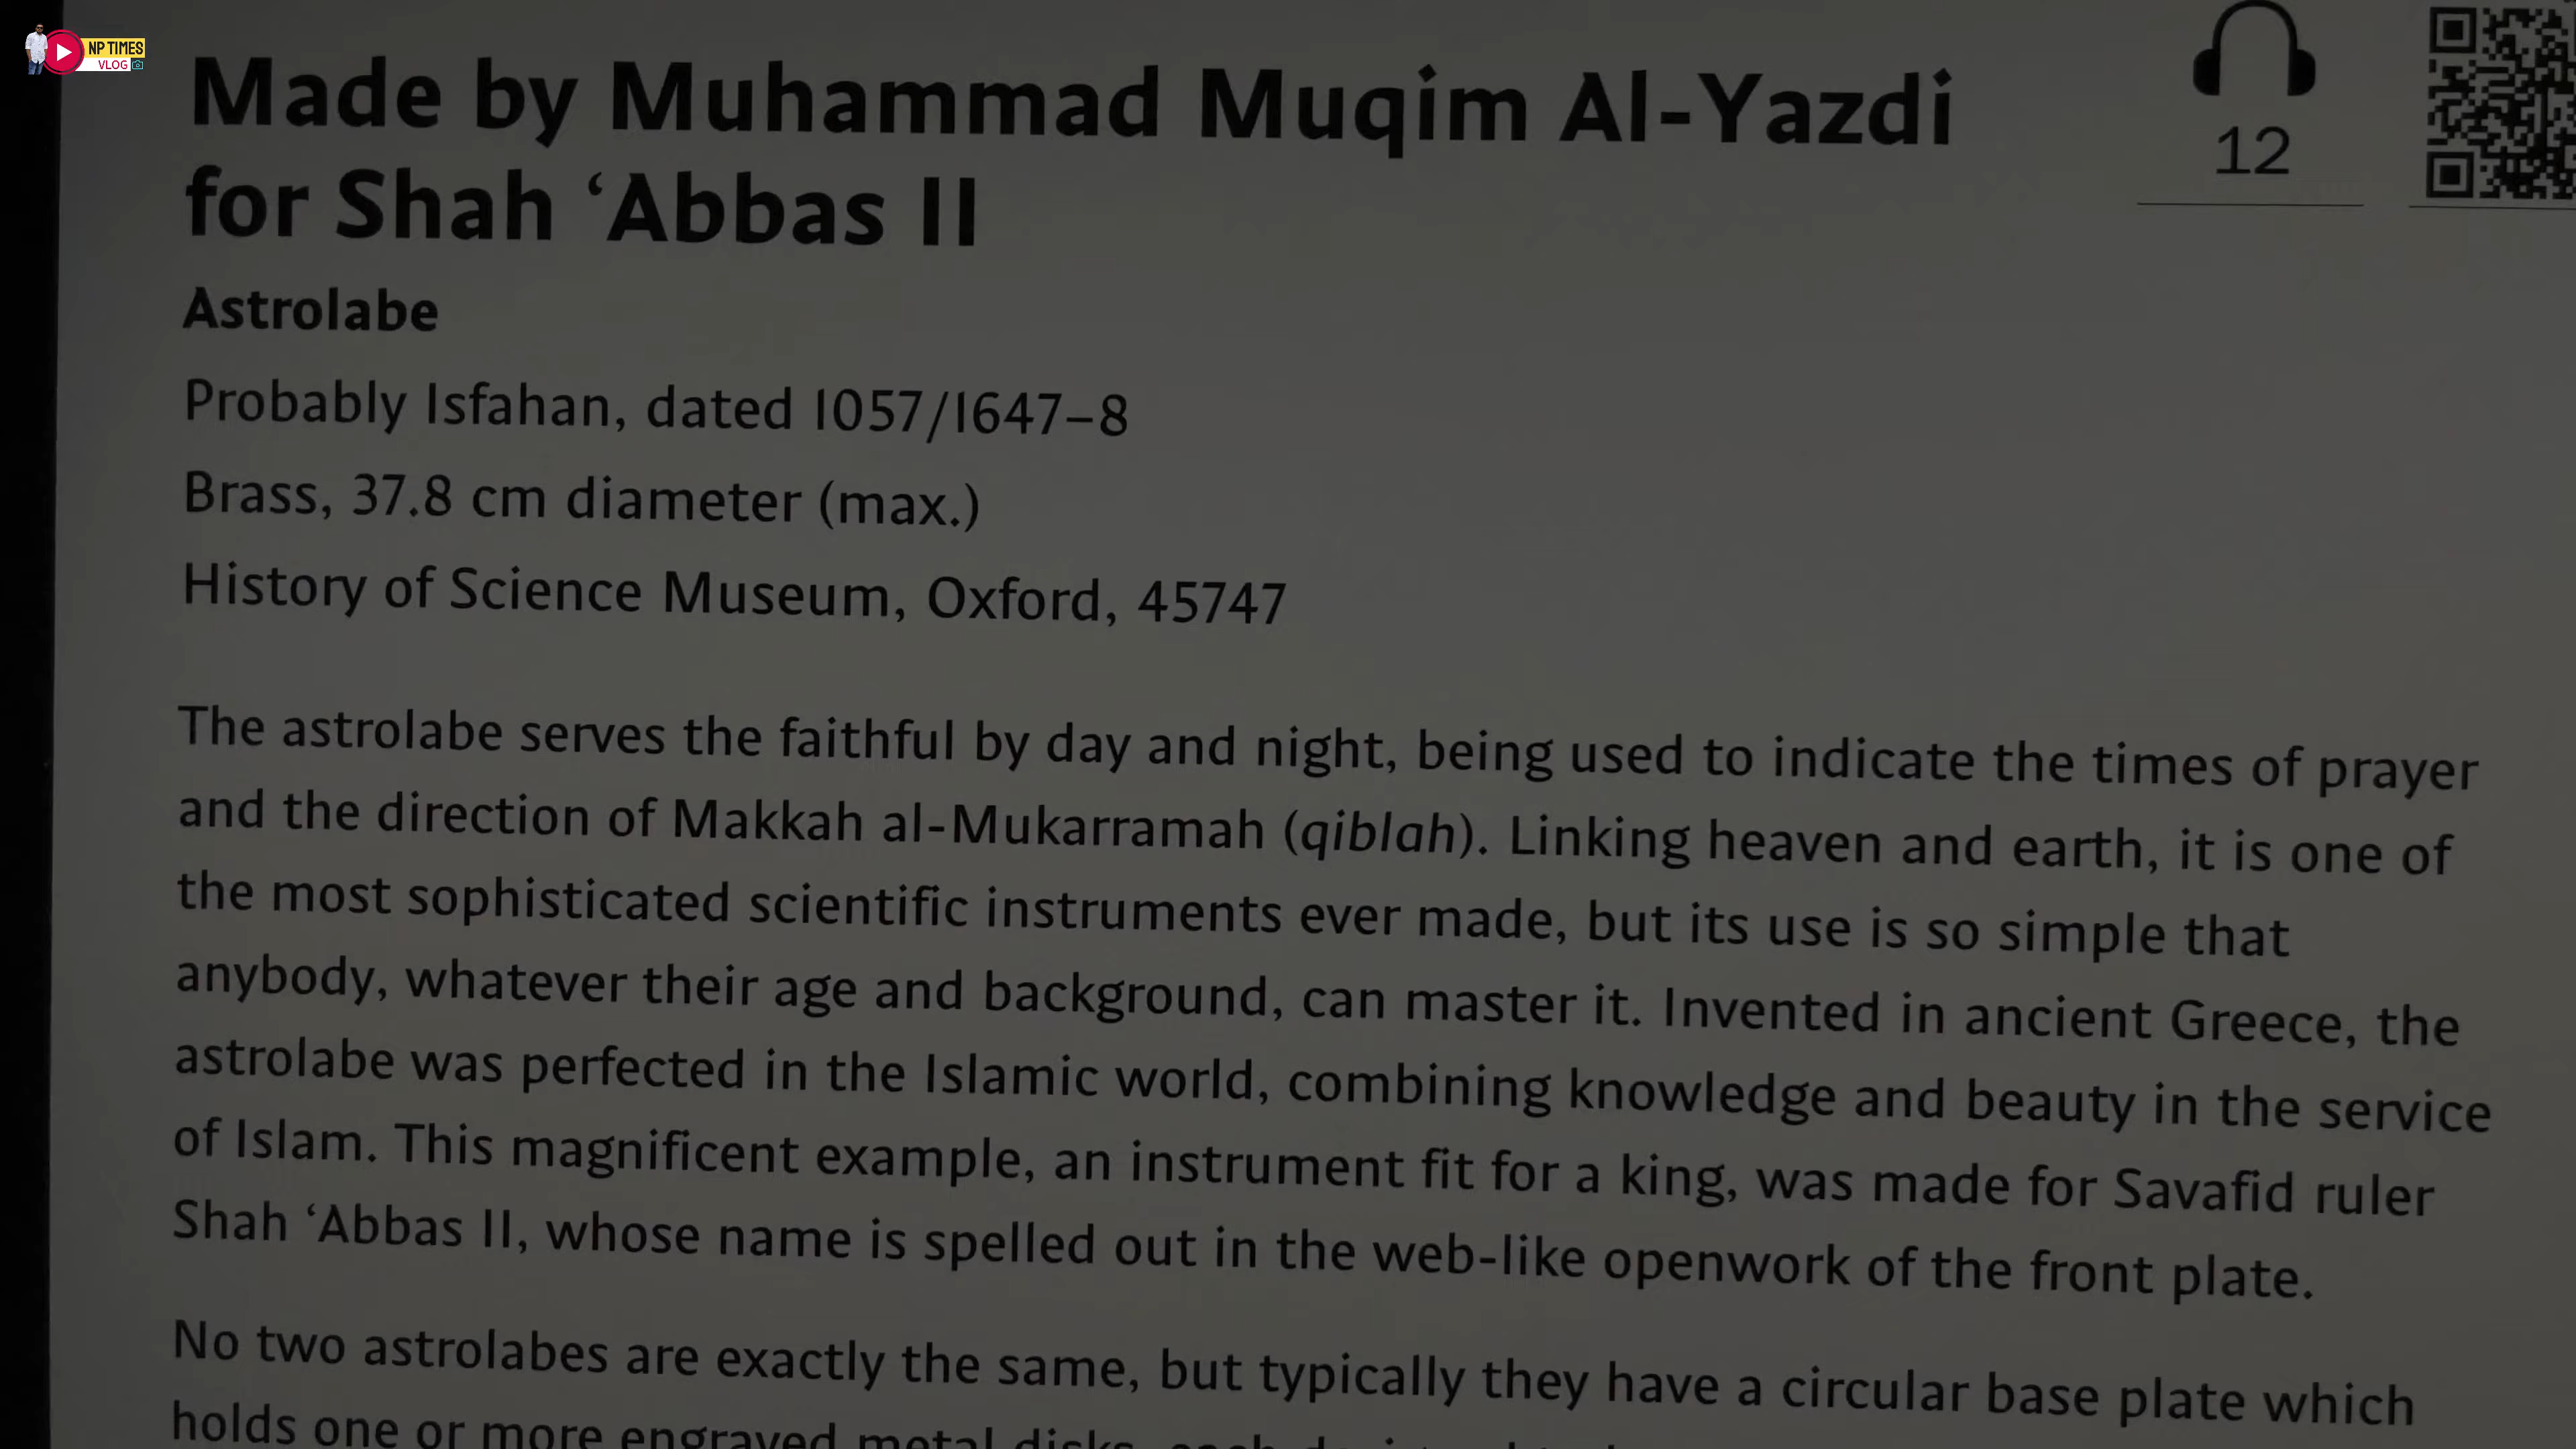 NP TIMES
VLOG
Made by Muhammad Muqim Al-Yazdi
for Shah ‘Abbas II
12
Astrolabe
Probably Isfahan, dated 1057/1647–8
Brass, 37.8 cm diameter (max.)
History of Science Museum, Oxford, 45747
The astrolabe serves the faithful by day and night, being used to indicate the times of prayer
and the direction of Makkah al-Mukarramah (qiblah). Linking heaven and earth, it is one of
the most sophisticated scientific instruments ever made, but its use is so simple that
anybody, whatever their age and background, can master it. Invented in ancient Greece, the
astrolabe was perfected in the Islamic world, combining knowledge and beauty in the service
of Islam. This magnificent example, an instrument fit for a king, was made for Savafid ruler
Shah ‘Abbas II, whose name is spelled out in the web-like openwork of the front plate.
No two astrolabes are exactly the same, but typically they have a circular base plate which
holds one or more engraved metal disks, each